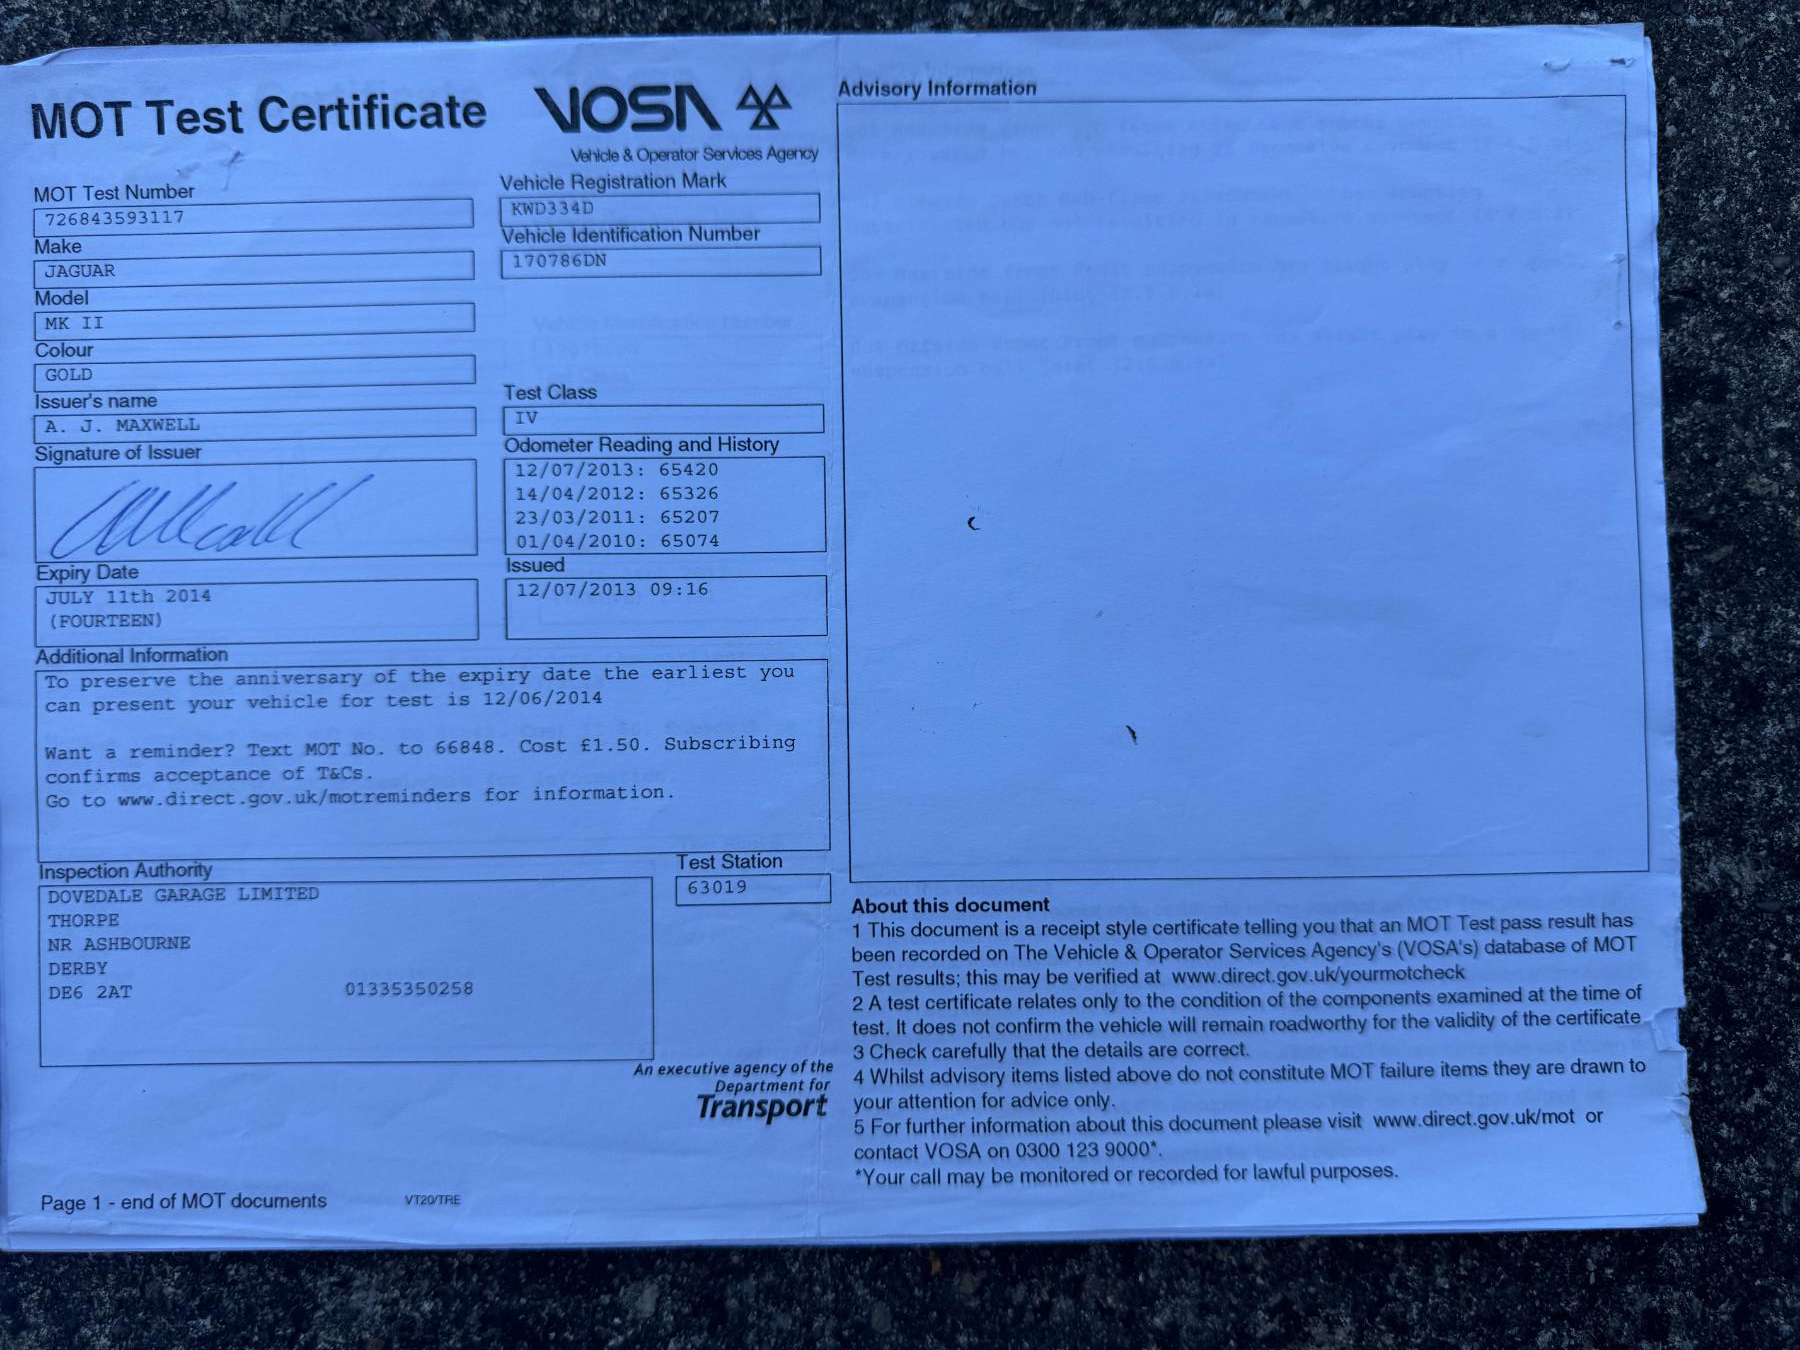 MOT Test Certificate
VOSA
Vehicle & Operator Services Agency
MOT Test Number
726843593117
Make
JAGUAR
Model
MK II
Colour
GOLD
Issuer's name
A. J. MAXWELL
Signature of Issuer
Expiry Date
JULY 11th 2014
(FOURTEEN)
Vehicle Registration Mark
KWD334D
Vehicle Identification Number
170786DN
Test Class
IV
Odometer Reading and History
12/07/2013: 65420
14/04/2012: 65326
23/03/2011: 65207
01/04/2010: 65074
Issued
12/07/2013 09:16
Additional Information
To preserve the anniversary of the expiry date the earliest you
can present your vehicle for test is 12/06/2014
Want a reminder? Text MOT No. to 66848. Cost £1.50. Subscribing
confirms acceptance of T&Cs.
Go to www.direct.gov.uk/motreminders for information.
Inspection Authority
DOVEDALE GARAGE LIMITED
THORPE
NR ASHBOURNE
DERBY
DE6 2AT 01335350258
Test Station
63019
An executive agency of the
Department for
Transport
Page 1 - end of MOT documents VT20/TRE
Advisory Information
About this document
1 This document is a receipt style certificate telling you that an MOT Test pass result has
been recorded on The Vehicle & Operator Services Agency's (VOSA's) database of MOT
Test results; this may be verified at www.direct.gov.uk/yourmotcheck
2 A test certificate relates only to the condition of the components examined at the time of
test. It does not confirm the vehicle will remain roadworthy for the validity of the certificate
3 Check carefully that the details are correct.
4 Whilst advisory items listed above do not constitute MOT failure items they are drawn to
your attention for advice only.
5 For further information about this document please visit www.direct.gov.uk/mot or
contact VOSA on 0300 123 9000*.
*Your call may be monitored or recorded for lawful purposes.